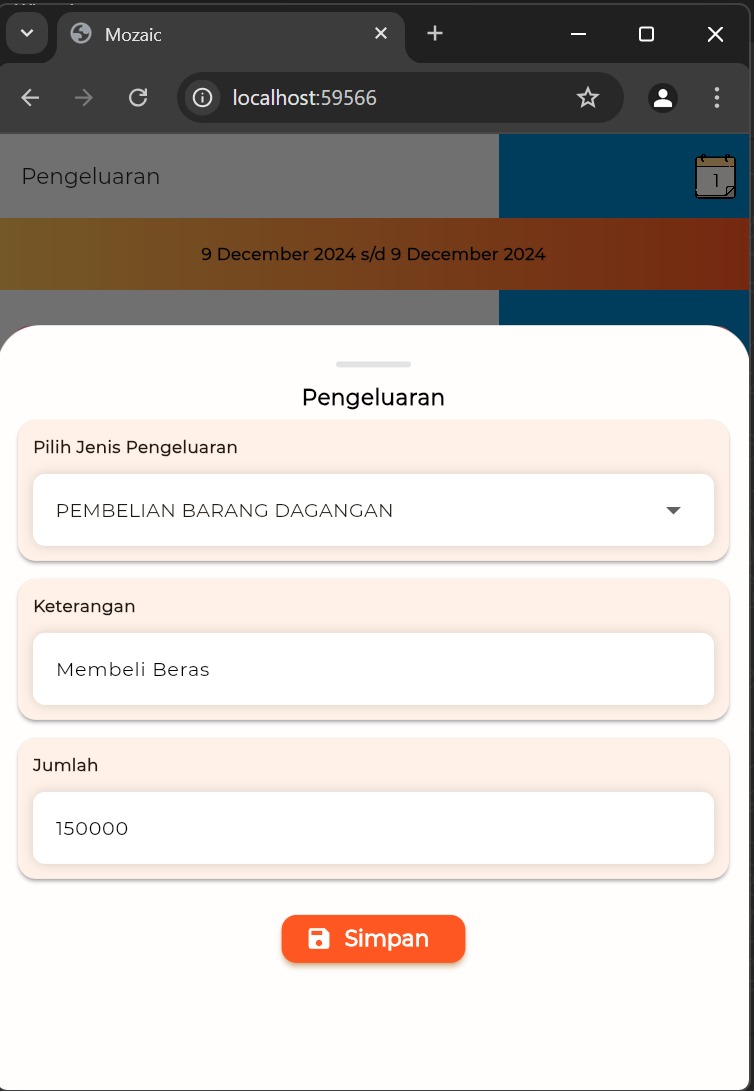 Mozaic
localhost:59566
Pengeluaran
1
9 December 2024 s/d 9 December 2024
Pengeluaran
Pilih Jenis Pengeluaran
PEMBELIAN BARANG DAGANGAN
Keterangan
Membeli Beras
Jumlah
150000
Simpan